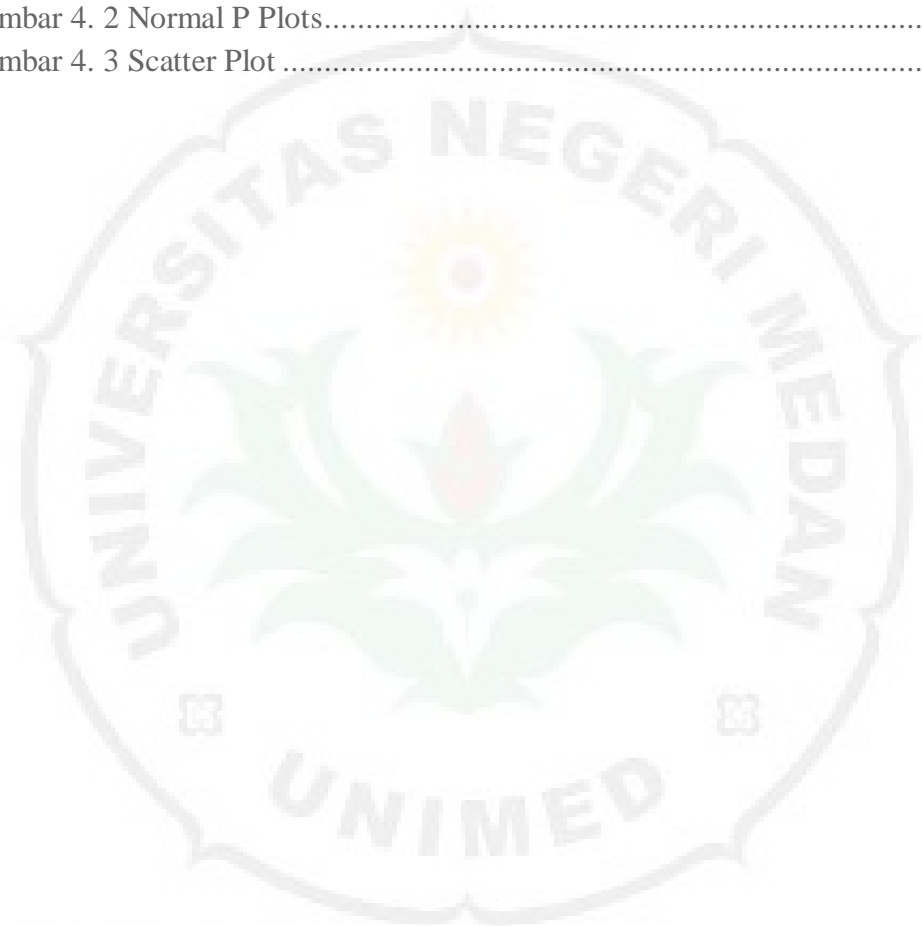 mbar 4. 2 Normal P Plots........................................................................................
mbar 4. 3 Scatter Plot ...............................................................................................
UNIVERSITAS NEGERI MEDAN
UNIMED